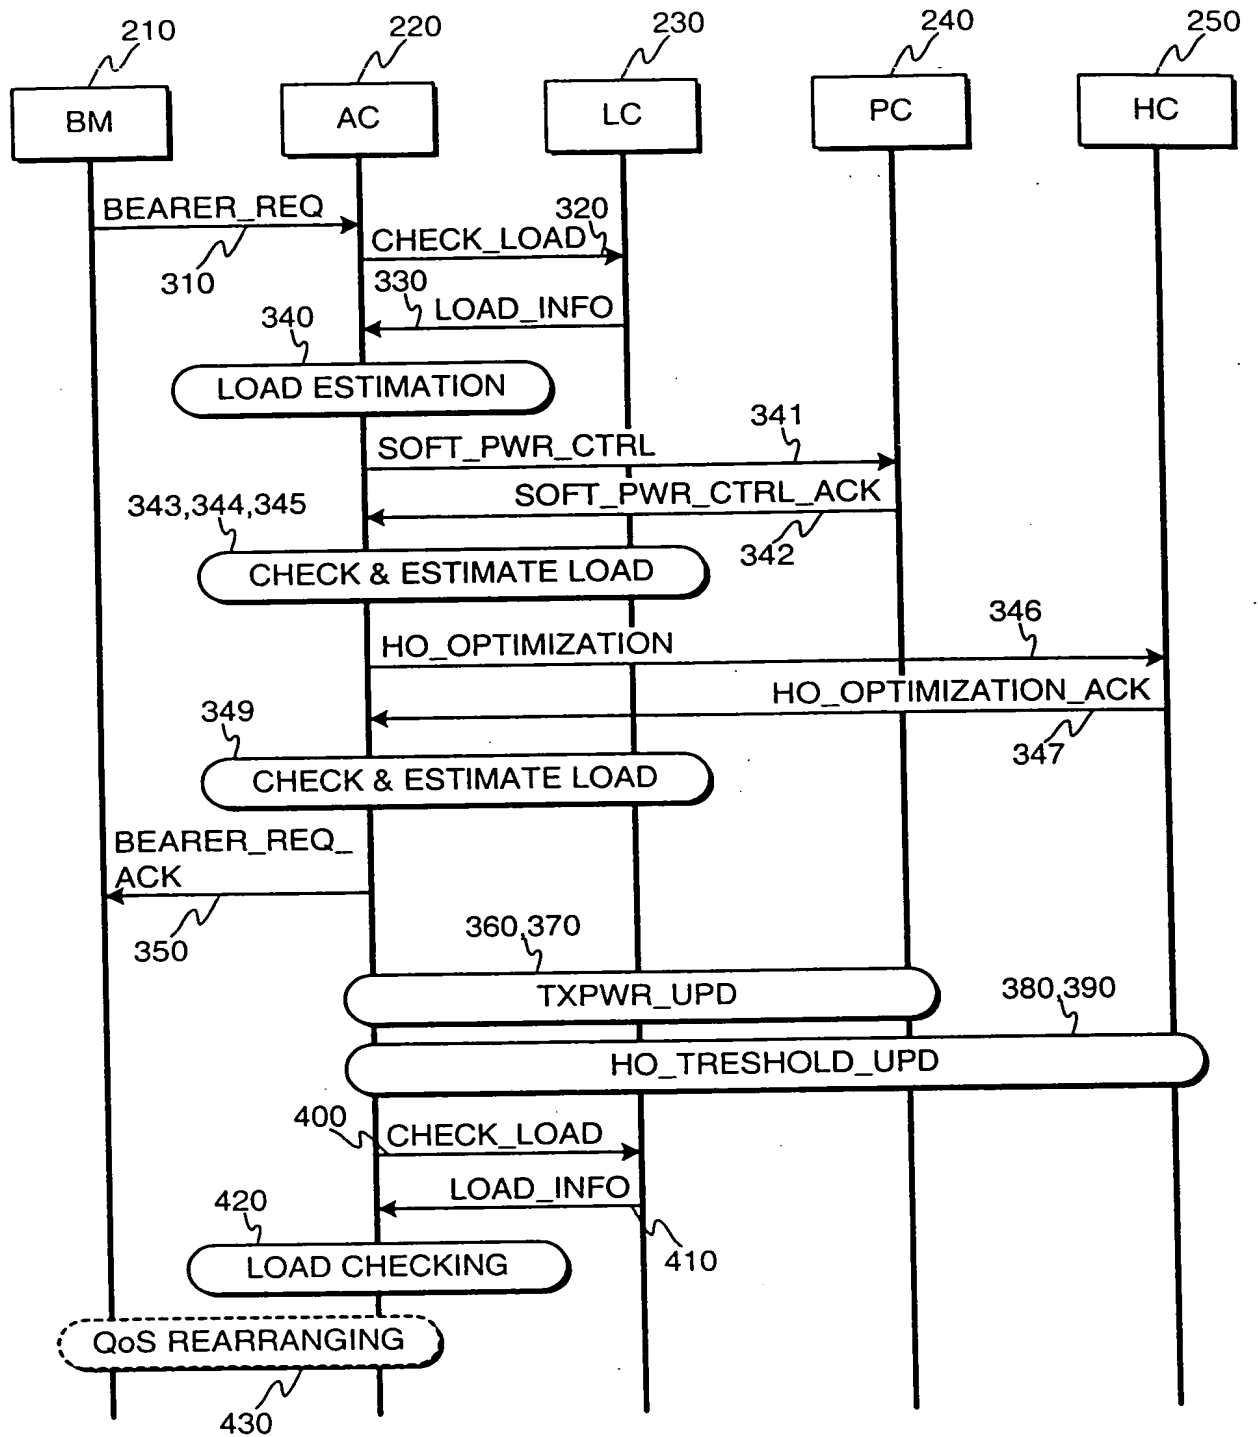 210
220
230
240
250
BM
AC
LC
PC
HC
BEARER_REQ
310
320
CHECK_LOAD
330
LOAD_INFO
340
LOAD ESTIMATION
341
SOFT_PWR_CTRL
SOFT_PWR_CTRL_ACK
342
343,344,345
CHECK & ESTIMATE LOAD
346
HO_OPTIMIZATION
HO_OPTIMIZATION_ACK
347
349
CHECK & ESTIMATE LOAD
BEARER_REQ_
ACK
350
360,370
TXPWR_UPD
380,390
HO_TRESHOLD_UPD
400
CHECK_LOAD
LOAD_INFO
410
420
LOAD CHECKING
QoS REARRANGING
430